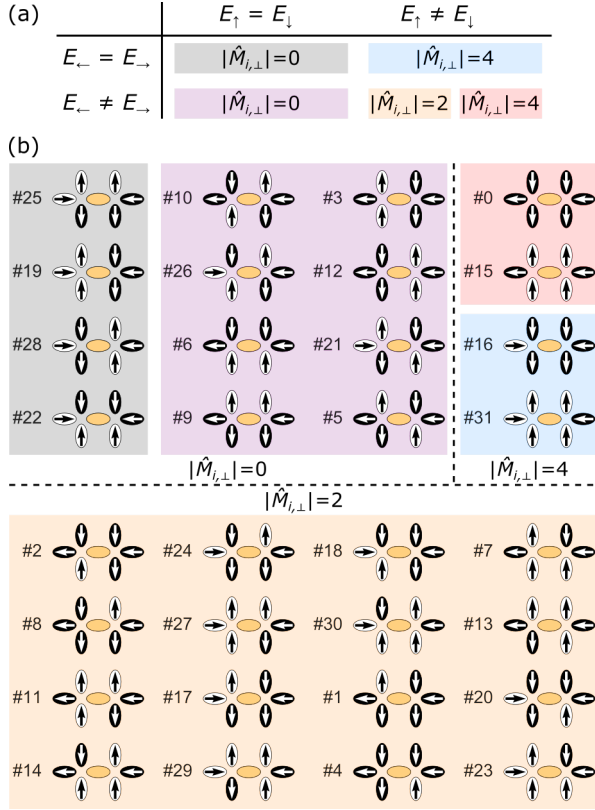 (a)
E↑ = E↓ E↑ ≠ E↓
E← = E→ |M̂i,⊥|=0 |M̂i,⊥|=4
E← ≠ E→ |M̂i,⊥|=0 |M̂i,⊥|=2 |M̂i,⊥|=4
(b)
#25 #10 #3 #0
#19 #26 #12 #15
#28 #6 #21 #16
#22 #9 #5 #31
|M̂i,⊥|=0 |M̂i,⊥|=4
|M̂i,⊥|=2
#2 #24 #18 #7
#8 #27 #30 #13
#11 #17 #1 #20
#14 #29 #4 #23